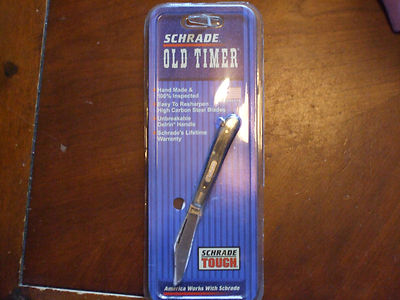 SCHRADE
OLD TIMER
Hand Made &
100% Inspected
Easy To Resharpen
High Carbon Steel Blades
Unbreakable
Delrin® Handle
Schrade's Lifetime
Warranty
SCHRADE
TOUGH
America Works With Schrade